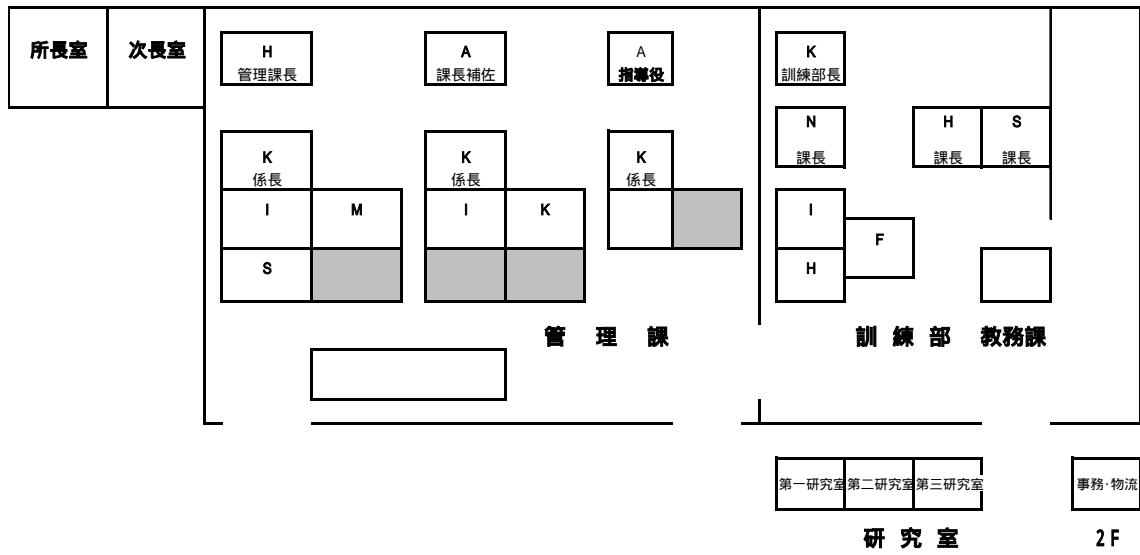 所長室
次長室
H
管理課長
A
課長補佐
A
指導役
K
訓練部長
N
課長
H
課長
S
課長
K
係長
K
係長
K
係長
I
M
I
K
I
F
S
H
管理課
訓練部 教務課
第一研究室
第二研究室
第三研究室
事務・物流
研究室
2F